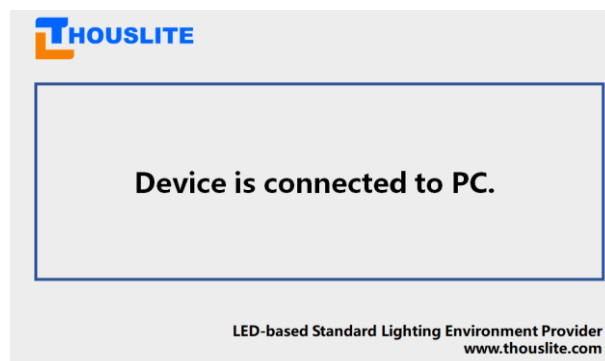 THOUSLITE
Device is connected to PC.
LED-based Standard Lighting Environment Provider
www.thouslite.com